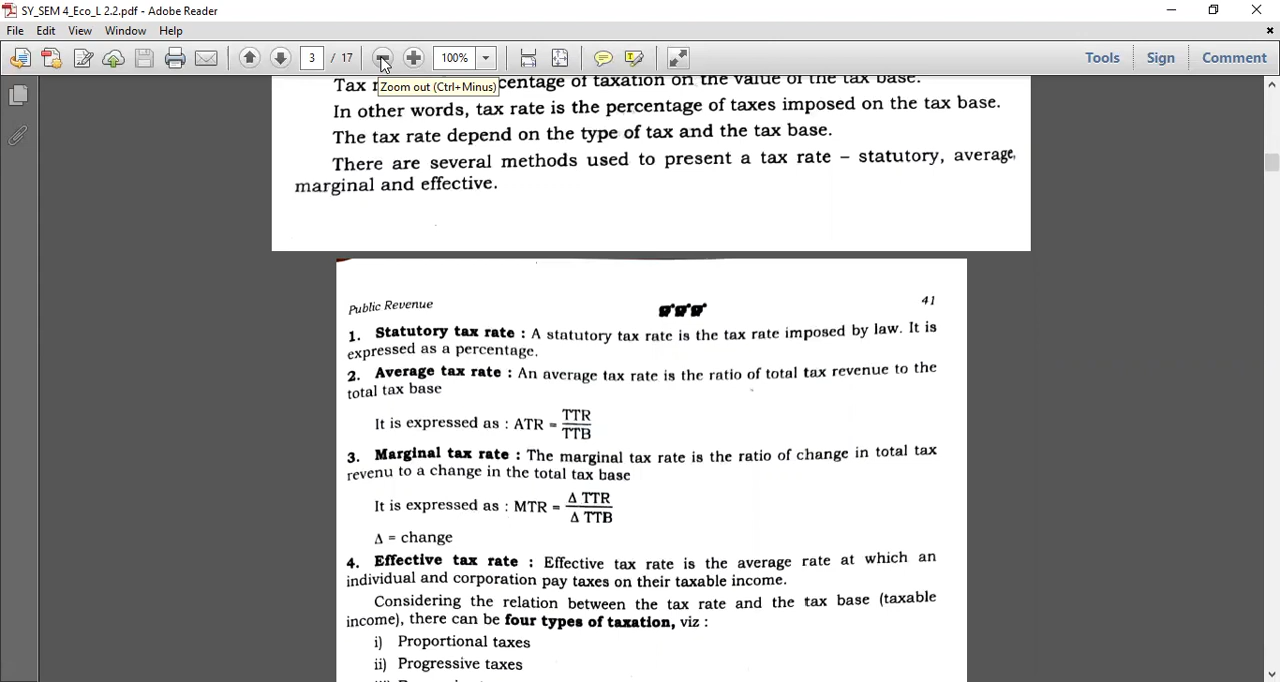 SY_SEM 4_Eco_L 2.2.pdf - Adobe Reader
File Edit View Window Help
3 / 17 100% Tools Sign Comment
Zoom out (Ctrl+Minus)
Tax centage of taxation on the value of the tax base.
In other words, tax rate is the percentage of taxes imposed on the tax base.
The tax rate depend on the type of tax and the tax base.
There are several methods used to present a tax rate – statutory, average,
marginal and effective.
Public Revenue 41
1. Statutory tax rate : A statutory tax rate is the tax rate imposed by law. It is
expressed as a percentage.
2. Average tax rate : An average tax rate is the ratio of total tax revenue to the
total tax base
It is expressed as : ATR = TTR
TTB
3. Marginal tax rate : The marginal tax rate is the ratio of change in total tax
revenu to a change in the total tax base
It is expressed as : MTR = Δ TTR
Δ TTB
Δ = change
4. Effective tax rate : Effective tax rate is the average rate at which an
individual and corporation pay taxes on their taxable income.
Considering the relation between the tax rate and the tax base (taxable
income), there can be four types of taxation, viz :
i) Proportional taxes
ii) Progressive taxes